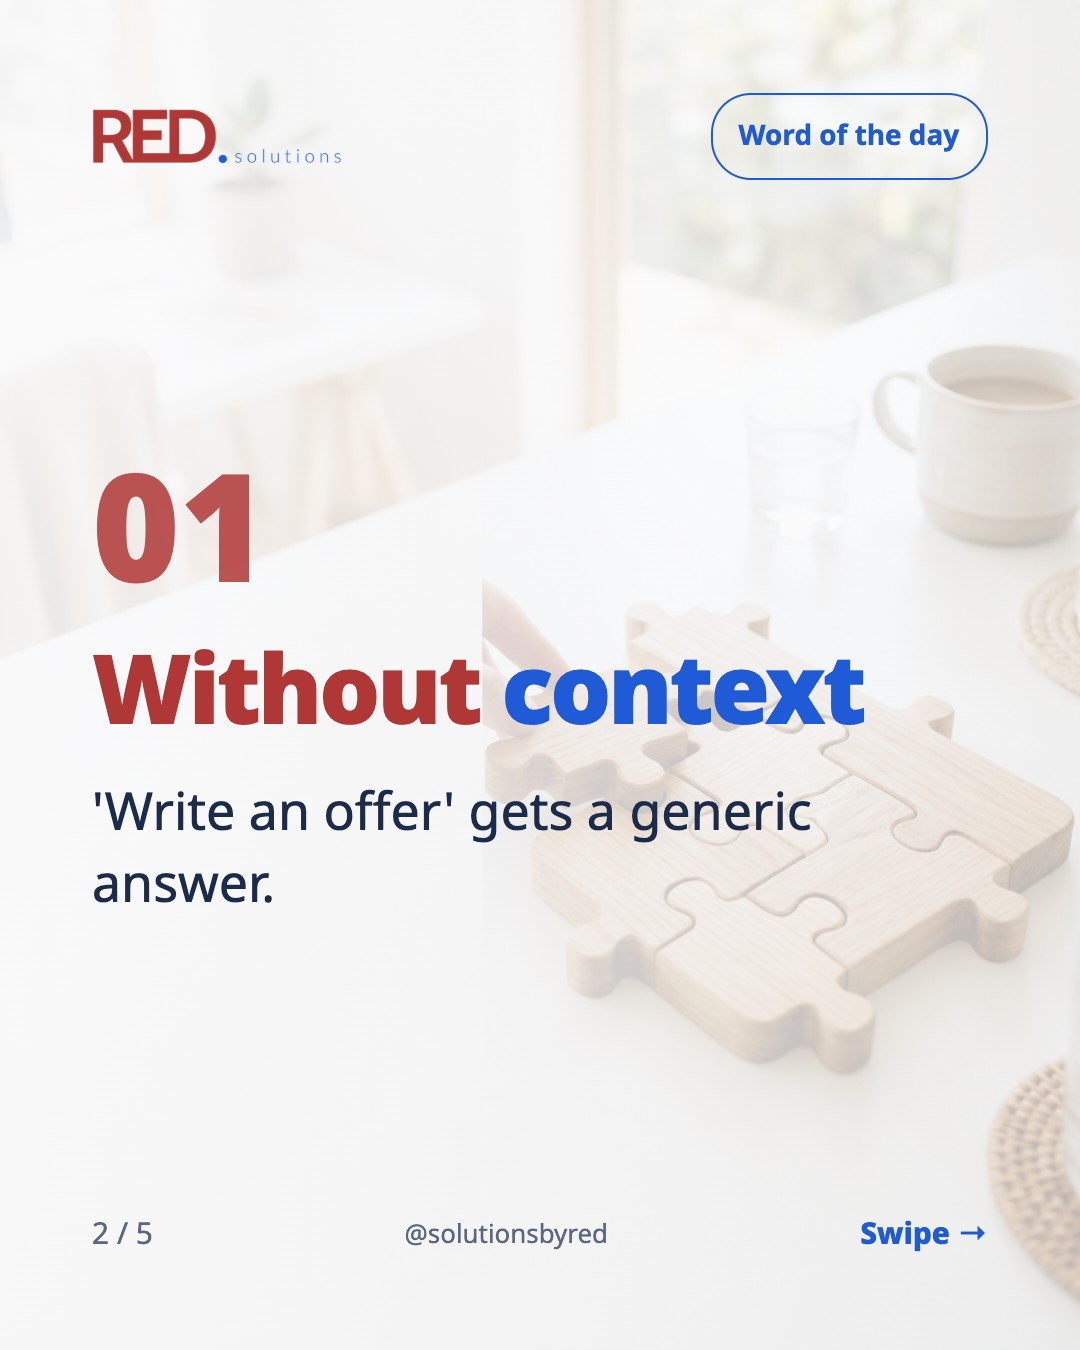 RED.solutions
Word of the day
01
Without context
'Write an offer' gets a generic
answer.
2 / 5
@solutionsbyred
Swipe →